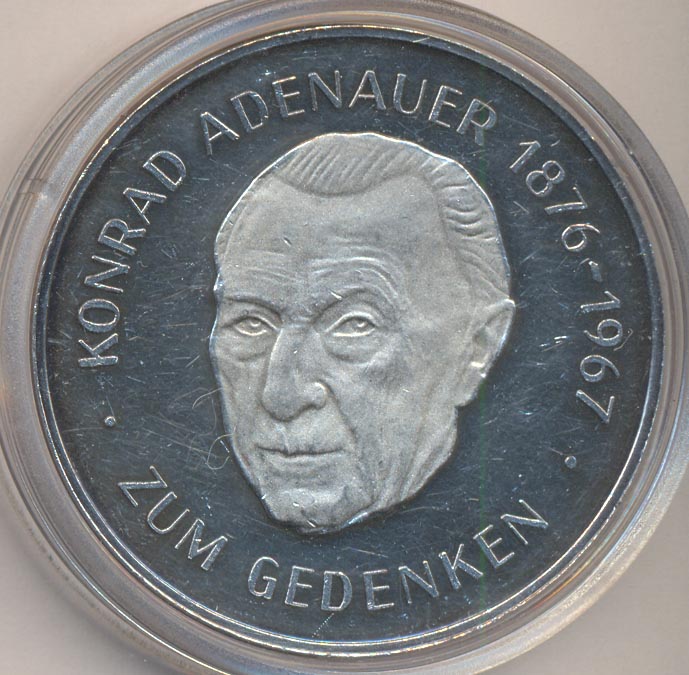 · KONRAD ADENAUER 1876-1967 ·
ZUM GEDENKEN